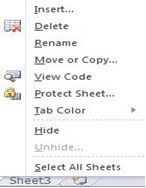 Insert...
Delete
Rename
Move or Copy...
View Code
Protect Sheet...
Tab Color
Hide
Unhide...
Select All Sheets
Sheet3